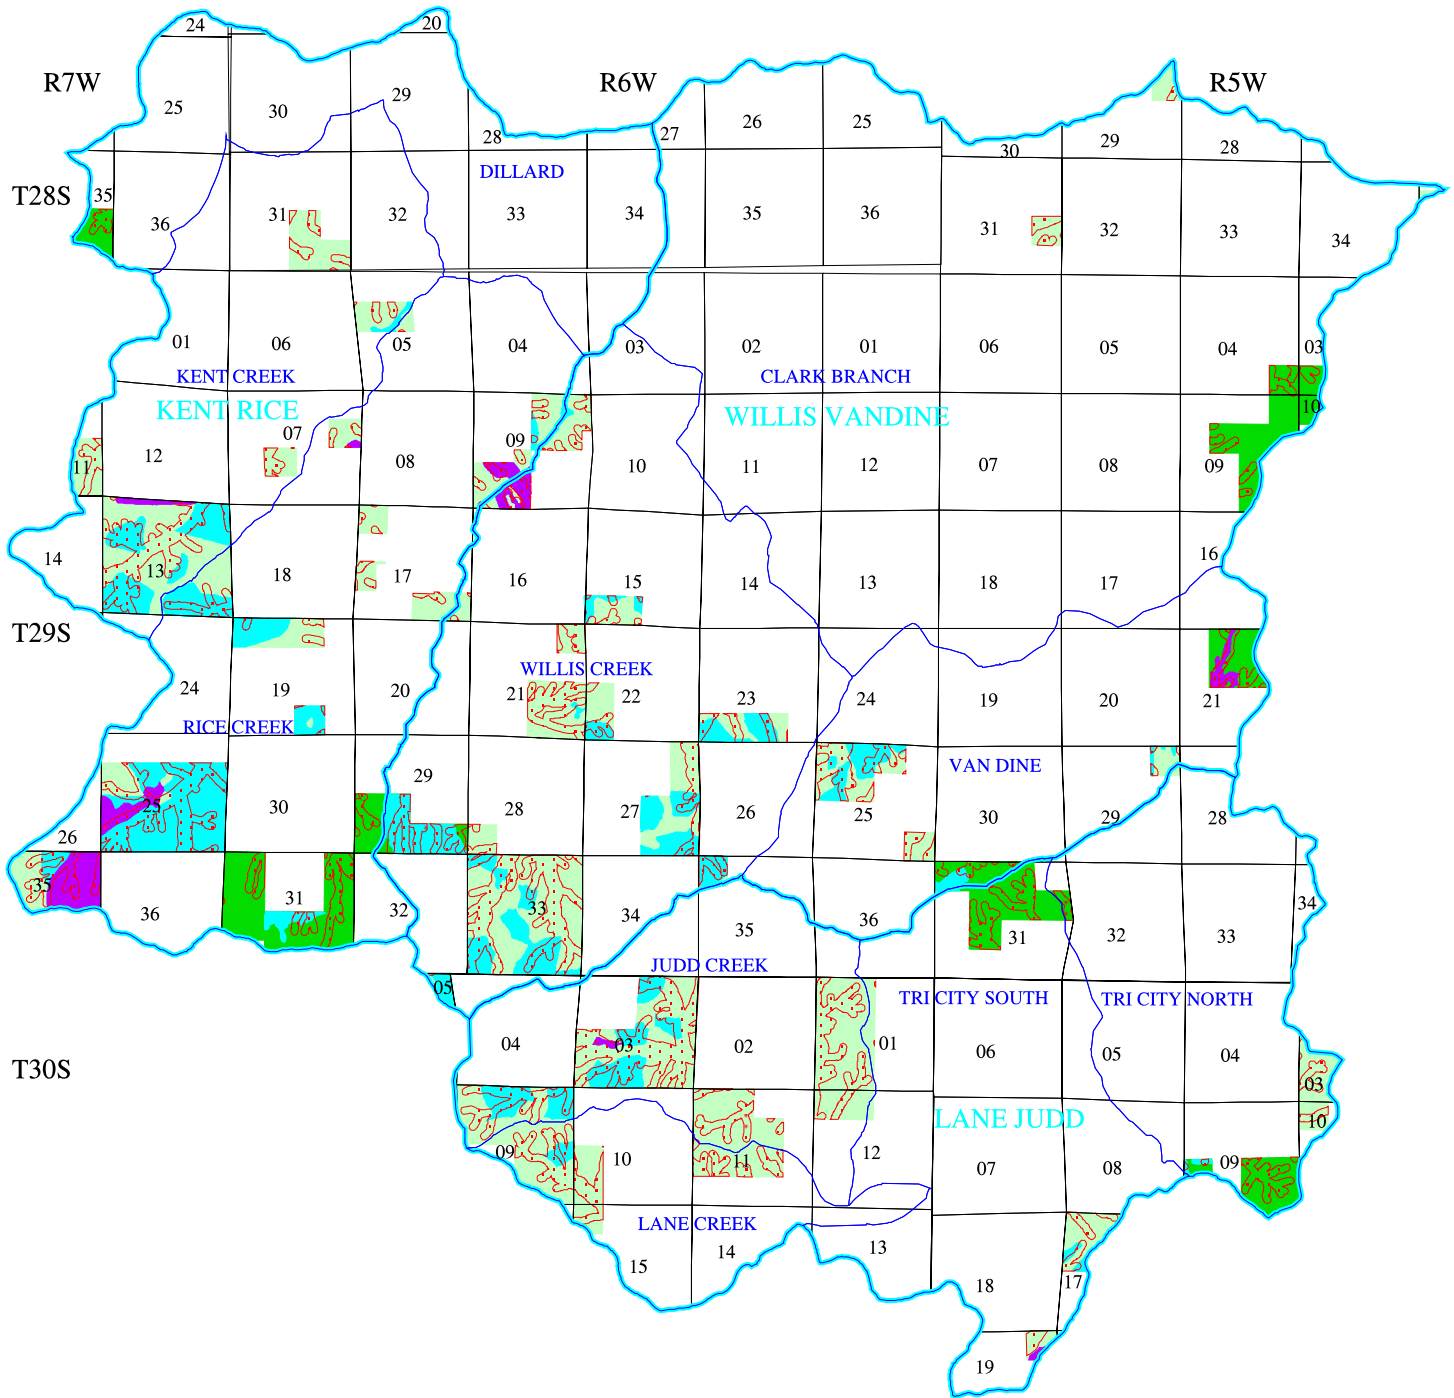 24 20
R7W R6W R5W
25 30 29 28 27 26 25 30 29 28
DILLARD
T28S 35 36 31 32 33 34 35 36 31 32 33 34
01 06 05 04 03 02 01 06 05 04 03
KENT CREEK CLARK BRANCH
KENT RICE WILLIS VANDINE
10
11 12 07 08 09 10 11 12 07 08 09
14 13 18 17 16 15 14 13 18 17 16
T29S
WILLIS CREEK
24 19 20 21 22 23 24 19 20 21
RICE CREEK
VAN DINE
26 25 30 29 28 27 26 25 30 29 28
35 36 31 32 33 34 35 36 31 32 33 34
JUDD CREEK
05 TRI CITY SOUTH TRI CITY NORTH
04 03 02 01 06 05 04
T30S 03
LANE JUDD 10
09 10 11 12 07 08 09
LANE CREEK
15 14 13 18 17
19